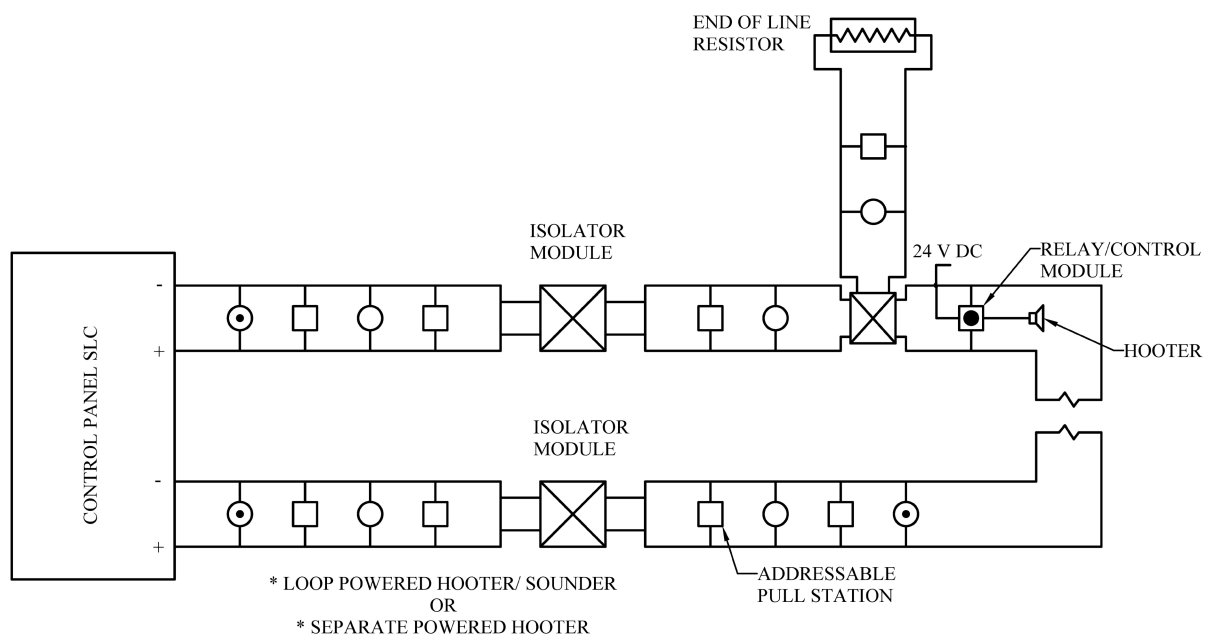 END OF LINE
RESISTOR
ISOLATOR
MODULE
24 V DC
RELAY/CONTROL
MODULE
-
+
HOOTER
CONTROL PANEL SLC
ISOLATOR
MODULE
-
+
ADDRESSABLE
PULL STATION
* LOOP POWERED HOOTER/ SOUNDER
OR
* SEPARATE POWERED HOOTER